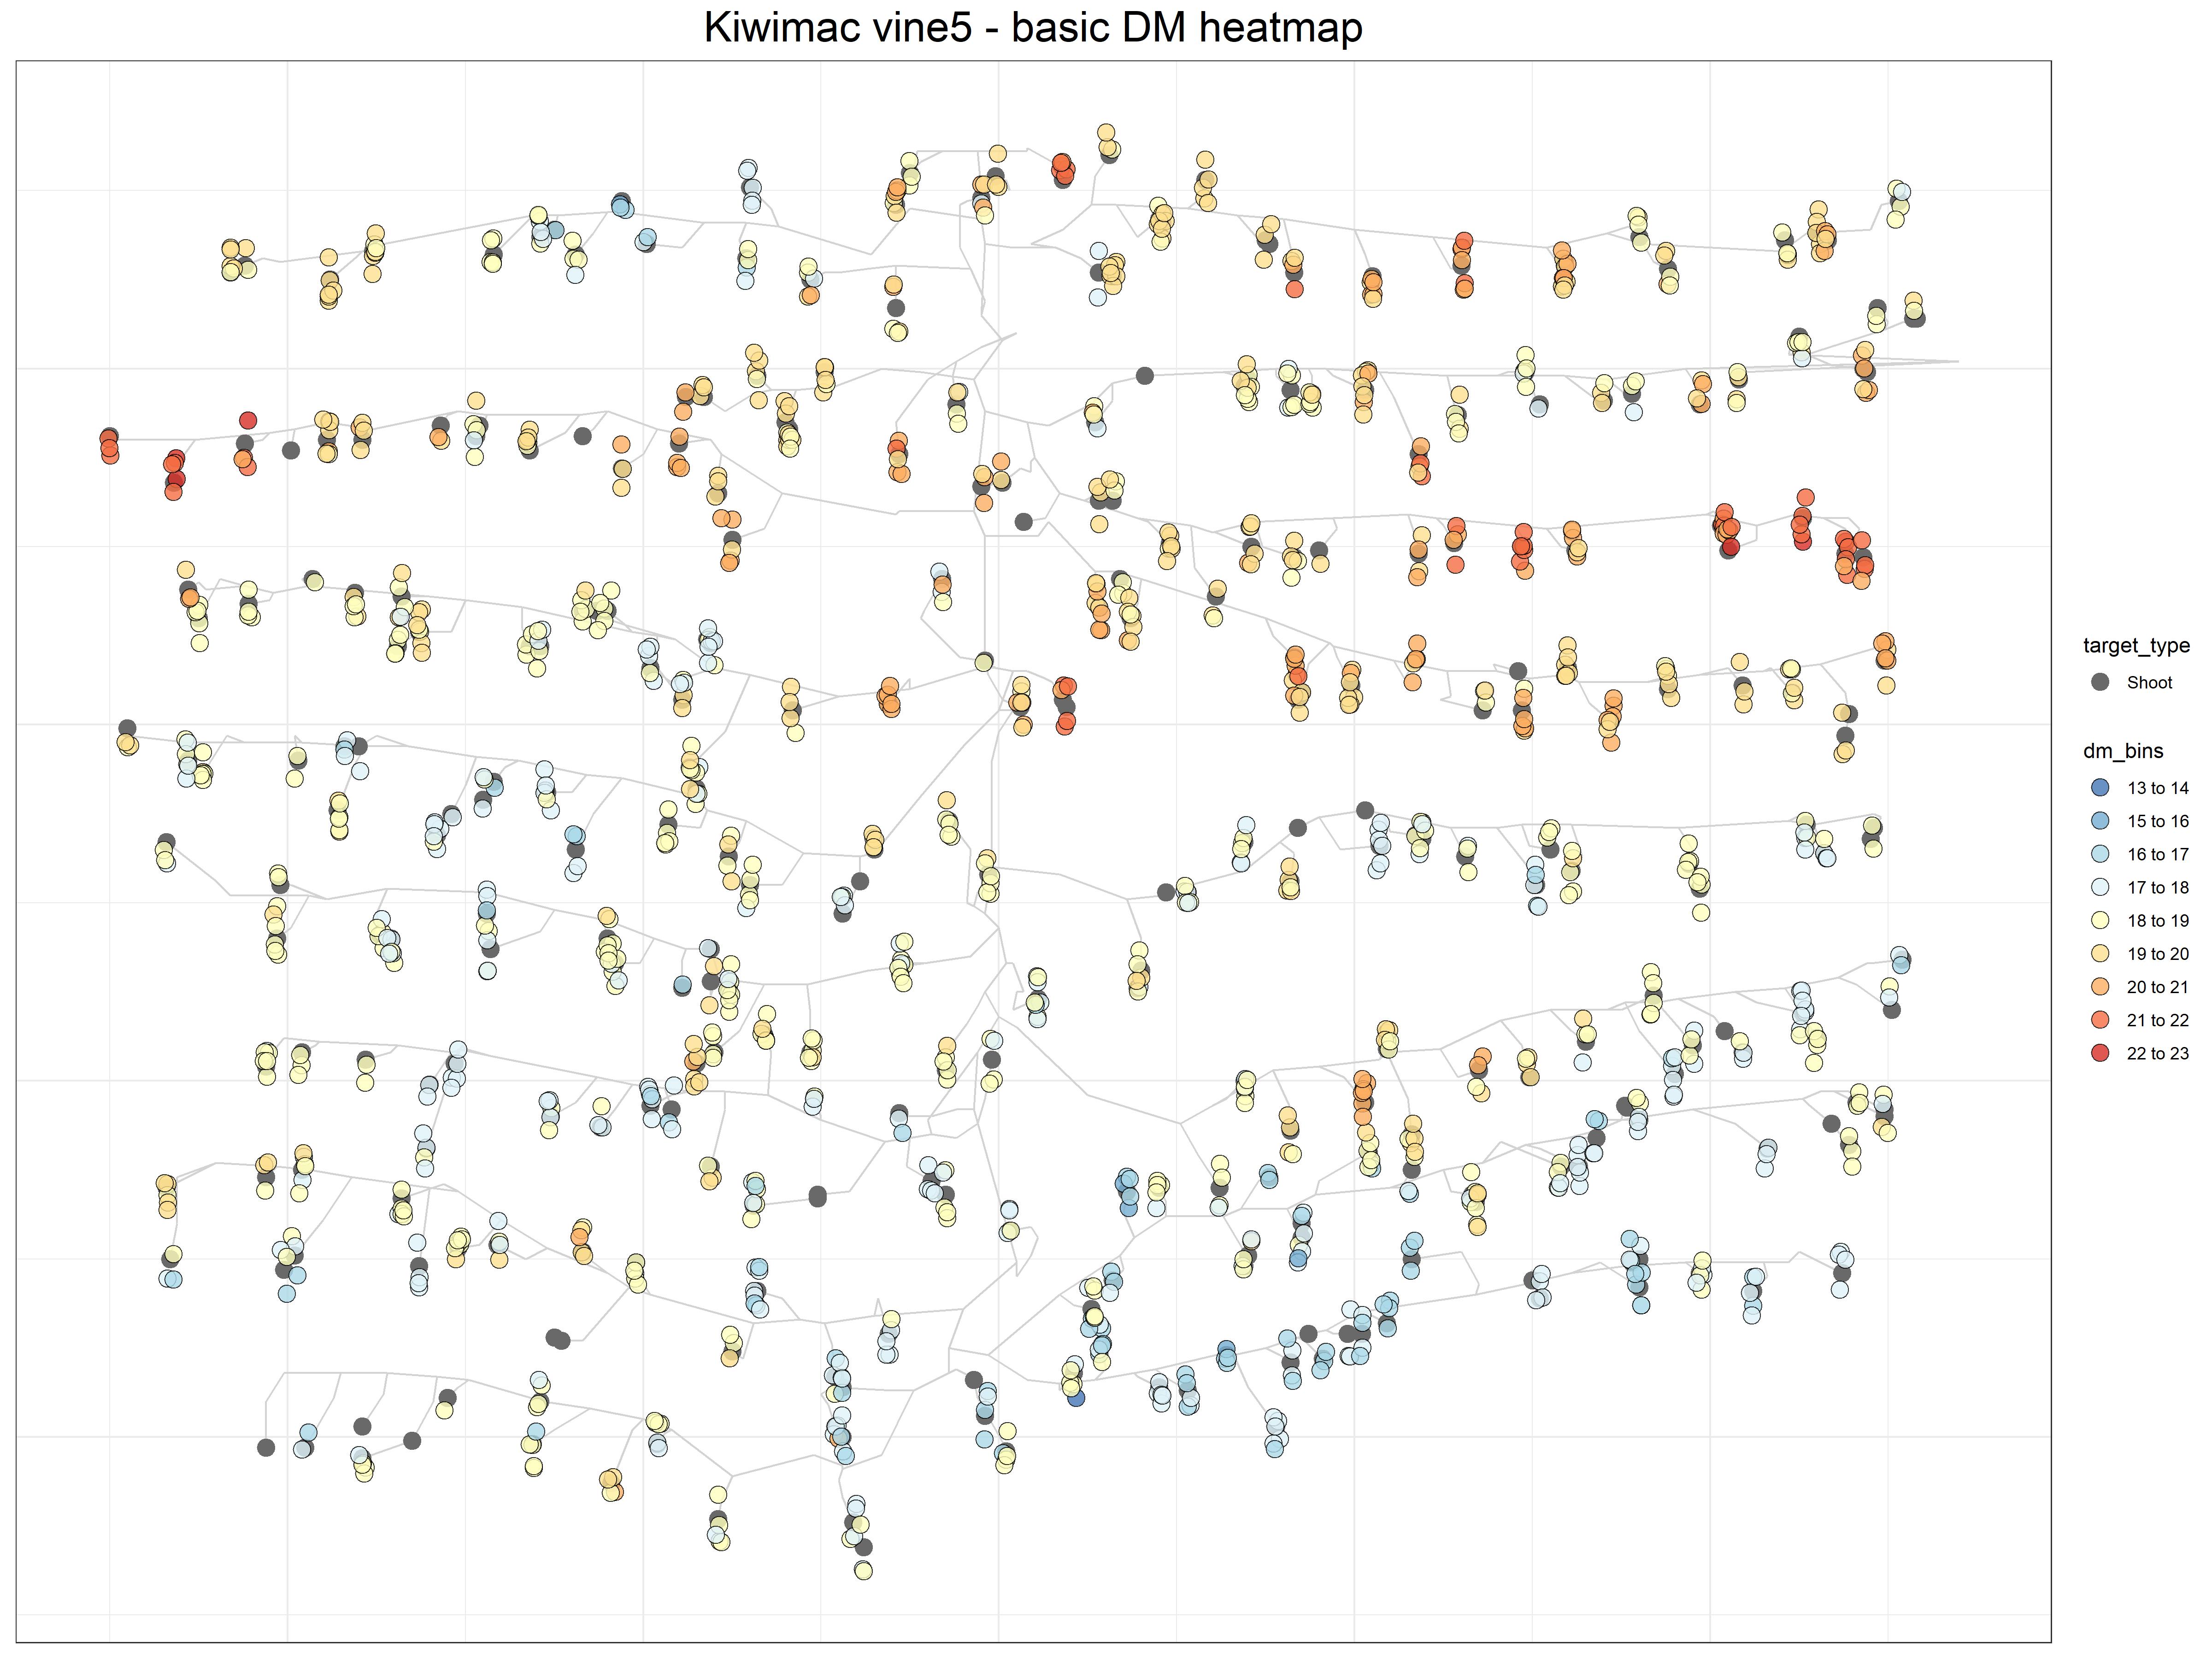 Kiwimac vine5 - basic DM heatmap
target_type
Shoot
dm_bins
13 to 14
15 to 16
16 to 17
17 to 18
18 to 19
19 to 20
20 to 21
21 to 22
22 to 23